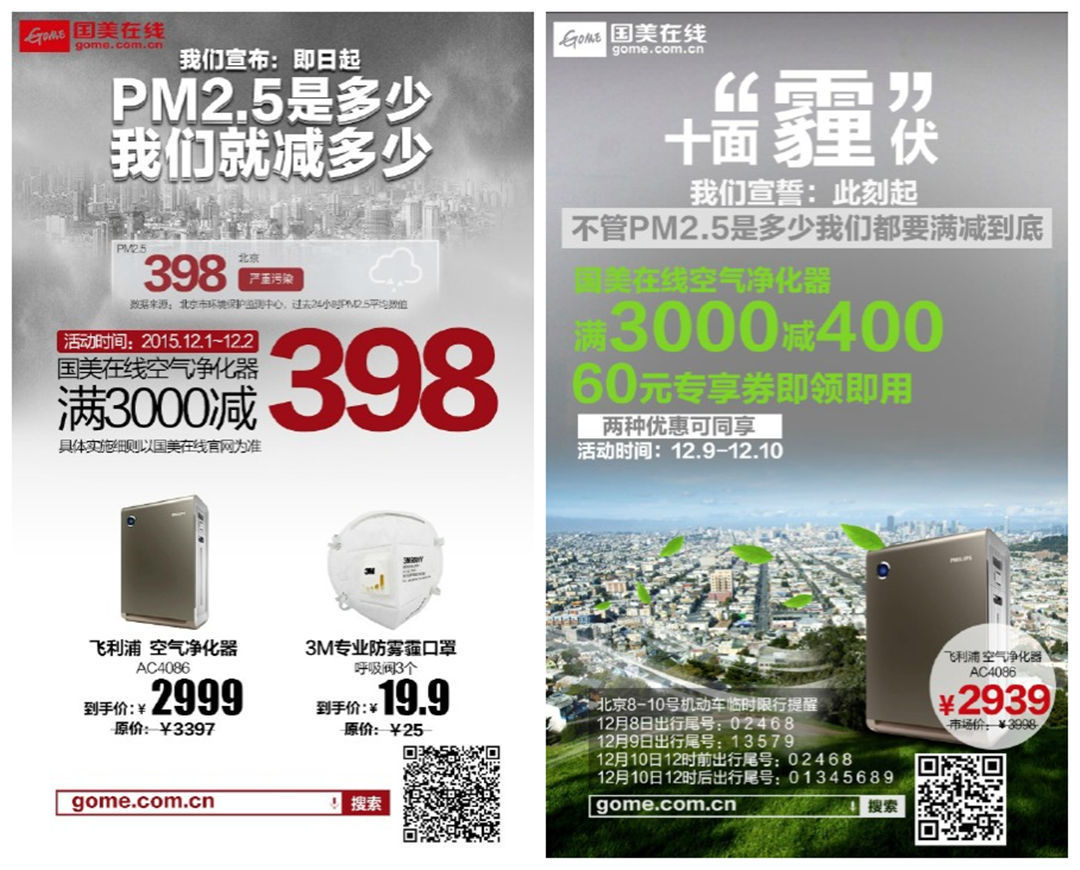 GOME 国美在线
gome.com.cn
我们宣布：即日起
PM2.5是多少
我们就减多少
PM2.5
398
北京
严重污染
数据来源：北京市环境保护监测中心，过去24小时PM2.5平均数值
活动时间：2015.12.1~12.2
国美在线空气净化器
满3000减
398
具体实施细则以国美在线官网为准
3M
飞利浦 空气净化器
AC4086
到手价：¥2999
原价：¥3397
3M专业防雾霾口罩
呼吸阀3个
到手价：¥19.9
原价：¥25
gome.com.cn
搜索
GOME 国美在线
gome.com.cn
十面“霾”伏
我们宣誓：此刻起
不管PM2.5是多少我们都要满减到底
国美在线空气净化器
满3000减400
60元专享券即领即用
两种优惠可同享
活动时间：12.9-12.10
PHILIPS
飞利浦 空气净化器
AC4086
¥2939
市场价：¥3998
北京8-10号机动车临时限行提醒
12月8日出行尾号：02468
12月9日出行尾号：13579
12月10日12时前出行尾号：02468
12月10日12时后出行尾号：01345689
gome.com.cn
搜索